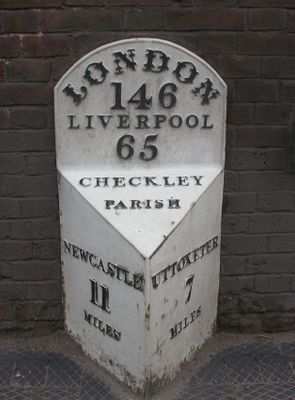 LONDON
146
LIVERPOOL
65
CHECKLEY
PARISH
NEWCASTLE
11
MILES
UTTOXETER
7
MILES